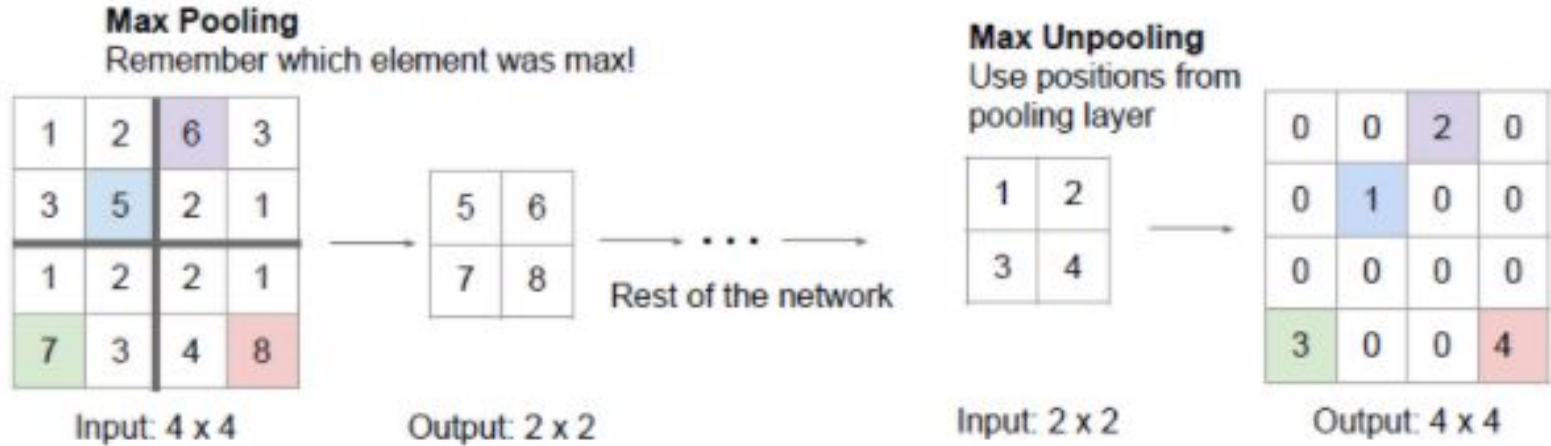 Max Pooling
Remember which element was max!
1 2 6 3
3 5 2 1
1 2 2 1
7 3 4 8
Input: 4 x 4
5 6
7 8
Output: 2 x 2
...
Rest of the network
Max Unpooling
Use positions from
pooling layer
1 2
3 4
Input: 2 x 2
0 0 2 0
0 1 0 0
0 0 0 0
3 0 0 4
Output: 4 x 4